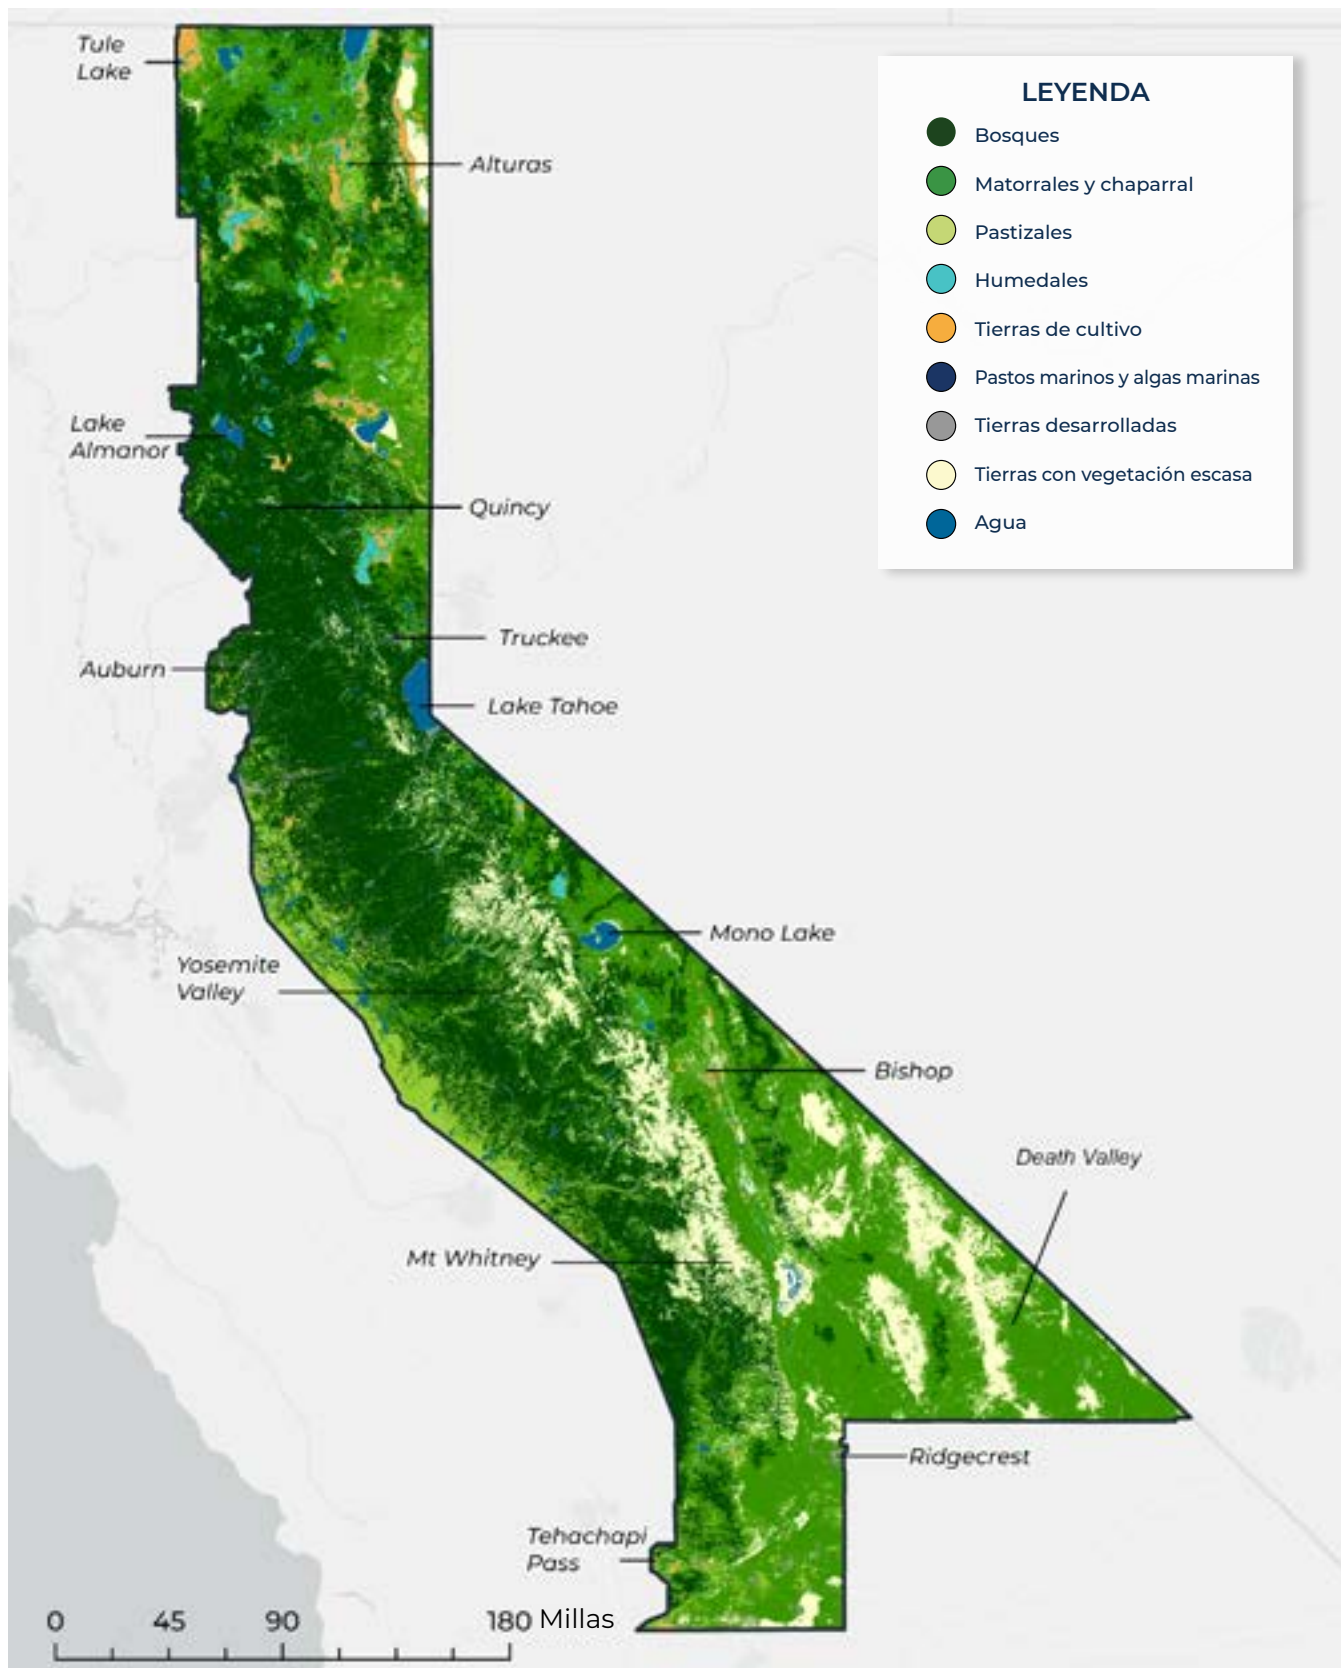 Tule
Lake
LEYENDA
Bosques
Matorrales y chaparral
Pastizales
Humedales
Tierras de cultivo
Pastos marinos y algas marinas
Tierras desarrolladas
Tierras con vegetación escasa
Agua
Alturas
Lake
Almanor
Quincy
Truckee
Auburn
Lake Tahoe
Mono Lake
Yosemite
Valley
Bishop
Death Valley
Mt Whitney
Ridgecrest
Tehachapi
Pass
0 45 90 180 Millas